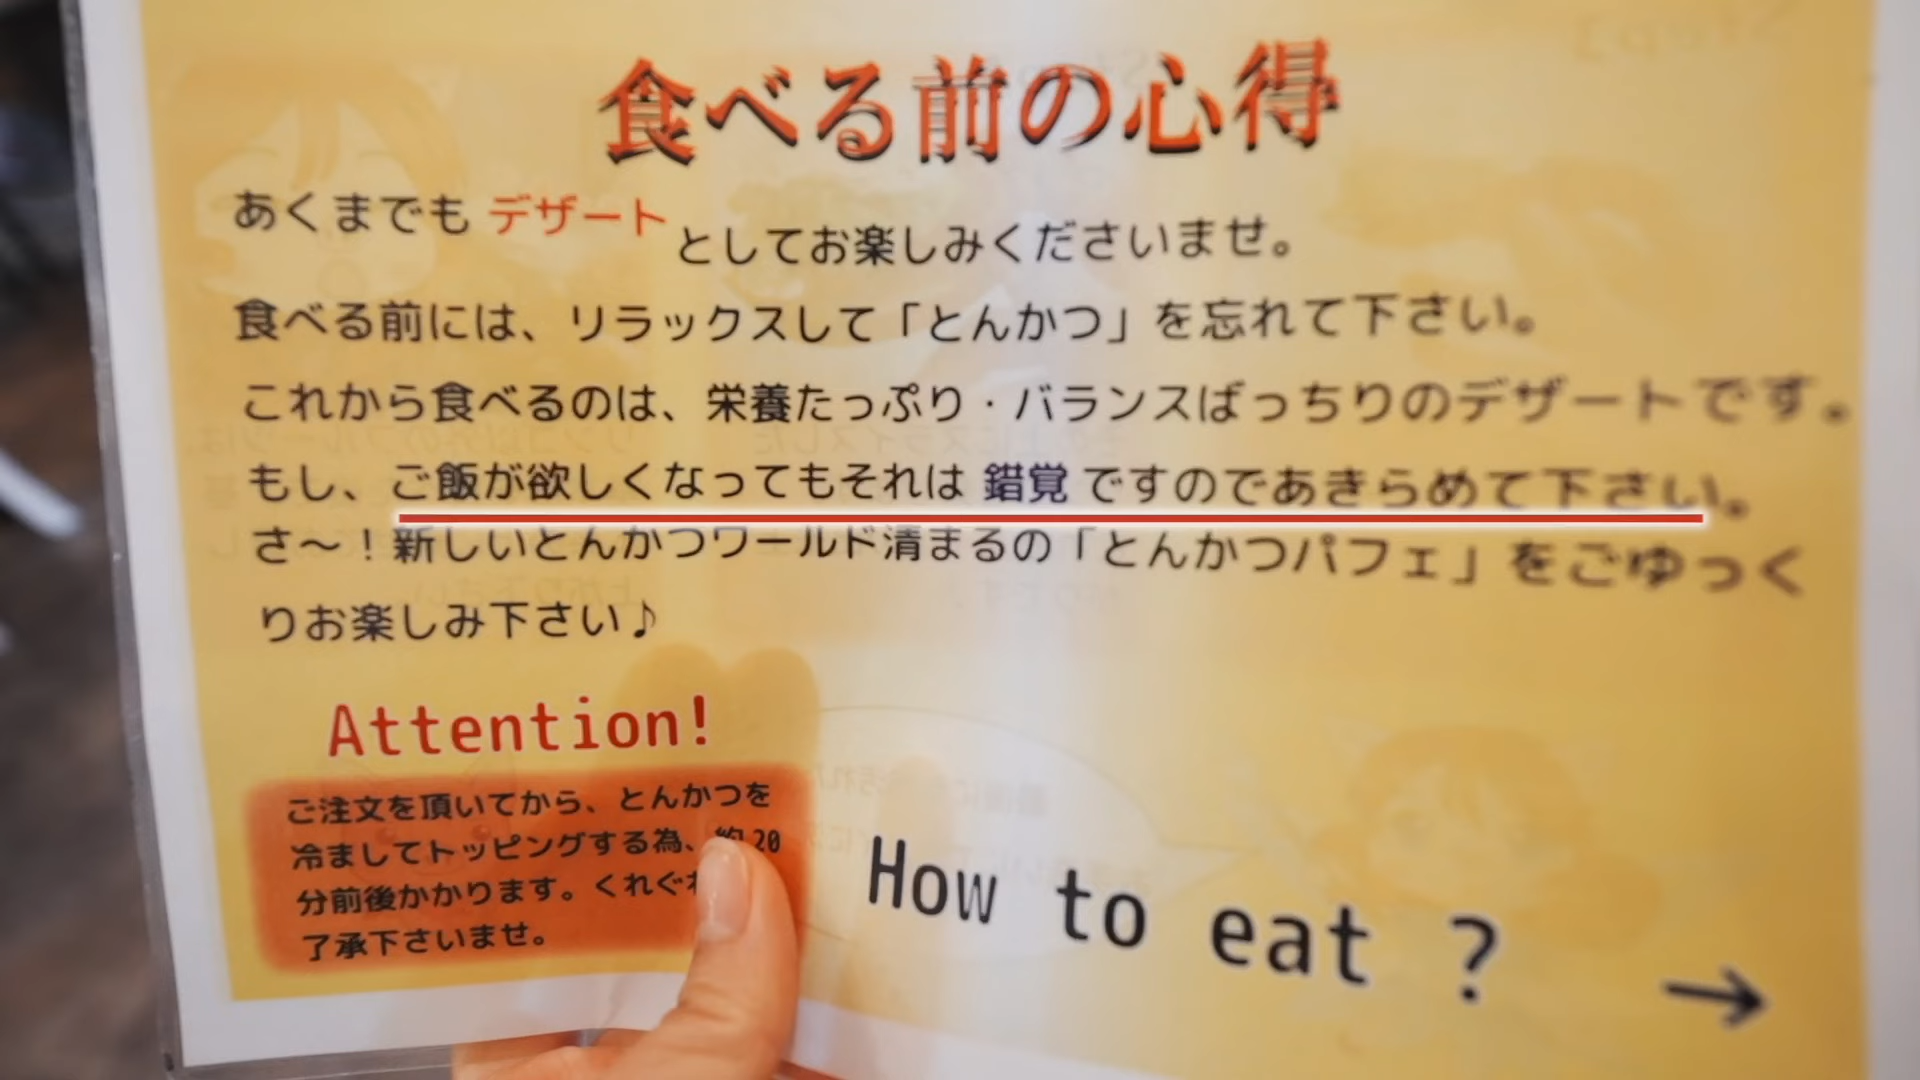 食べる前の心得
あくまでも デザート としてお楽しみくださいませ。
食べる前には、リラックスして「とんかつ」を忘れて下さい。
これから食べるのは、栄養たっぷり・バランスばっちりのデザートです。
もし、ご飯が欲しくなってもそれは 錯覚 ですのであきらめて下さい。
さ～！新しいとんかつワールド清まるの「とんかつパフェ」をごゆっく
りお楽しみ下さい♪
Attention!
ご注文を頂いてから、とんかつを
冷ましてトッピングする為、約20
分前後かかります。くれぐれ
了承下さいませ。
How to eat ?
→